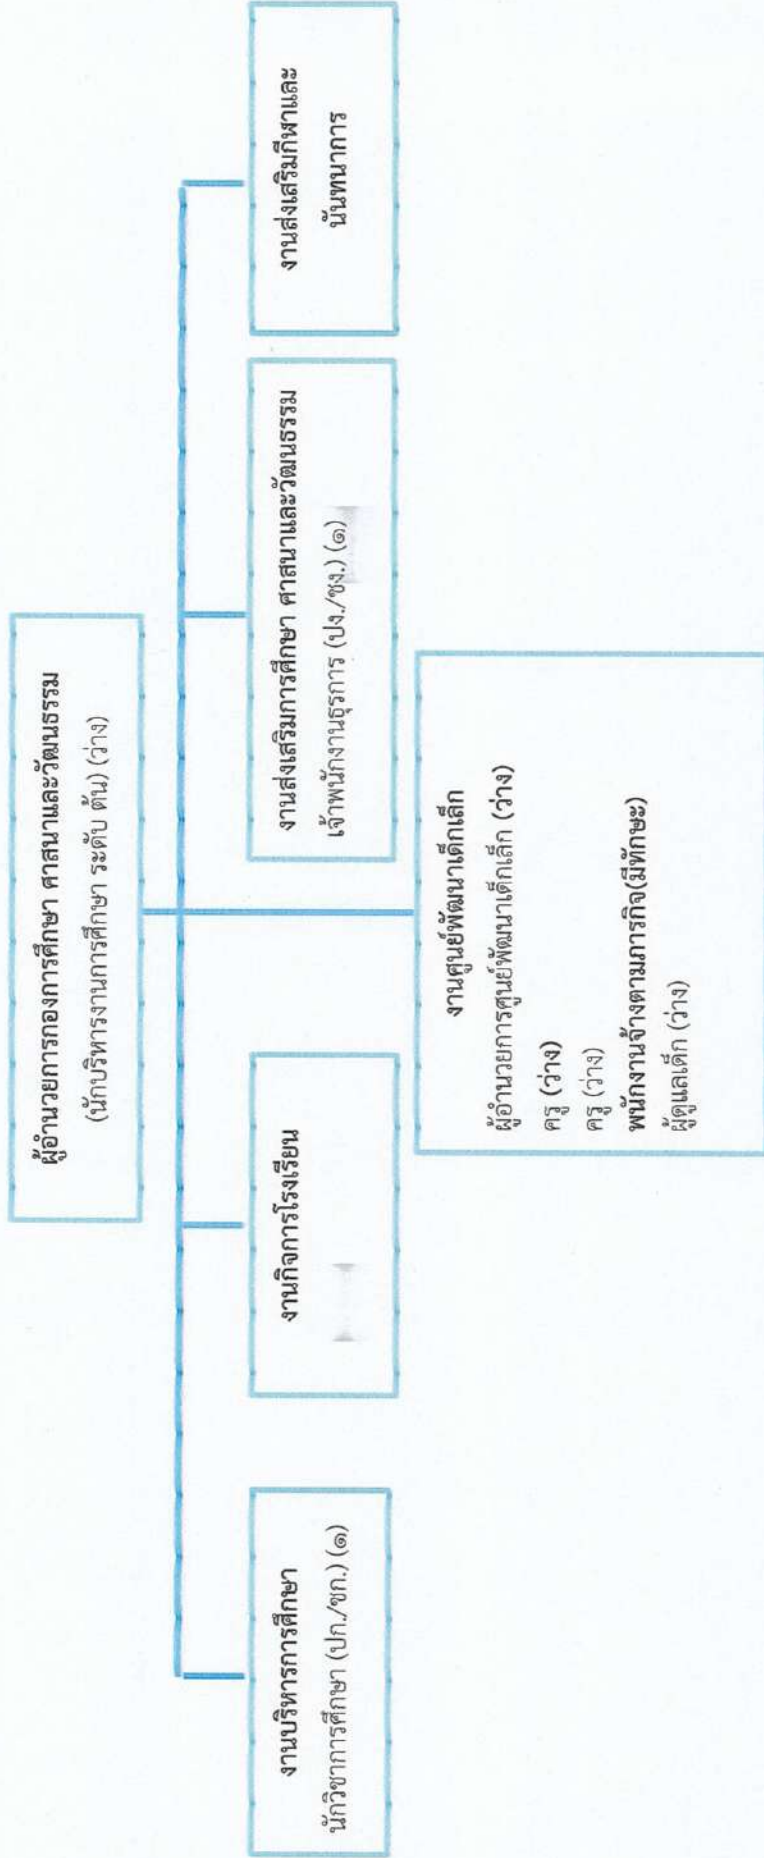 ผู้อำนวยการกองการศึกษา ศาสนาและวัฒนธรรม
(นักบริหารงานการศึกษา ระดับ ต้น) (ว่าง)
งานบริหารการศึกษา
นักวิชาการศึกษา (ปก./ชก.) (๑)
งานกิจการโรงเรียน
งานส่งเสริมการศึกษา ศาสนาและวัฒนธรรม
เจ้าพนักงานธุรการ (ปง./ชง.) (๑)
งานส่งเสริมกีฬาและ
นันทนาการ
งานศูนย์พัฒนาเด็กเล็ก
ผู้อำนวยการศูนย์พัฒนาเด็กเล็ก (ว่าง)
ครู (ว่าง)
ครู (ว่าง)
พนักงานจ้างตามภารกิจ(มีทักษะ)
ผู้ดูแลเด็ก (ว่าง)